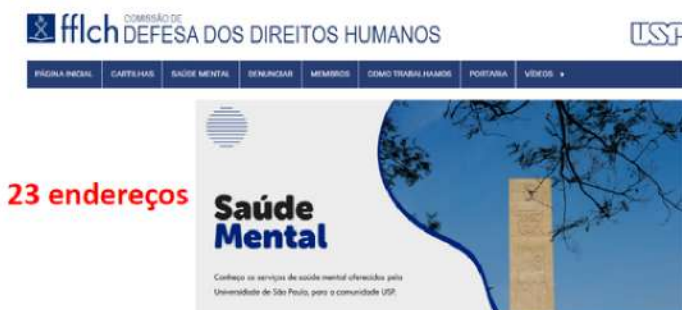 fflch COMISSÃO DE
DEFESA DOS DIREITOS HUMANOS
USP
PÁGINA INICIAL CARTILHAS SAÚDE MENTAL DENUNCIAR MEMBROS COMO TRABALHAMOS PORTARIA VÍDEOS
23 endereços
Saúde
Mental
Conheça os serviços de saúde mental oferecidos pela
Universidade de São Paulo, para a comunidade USP.